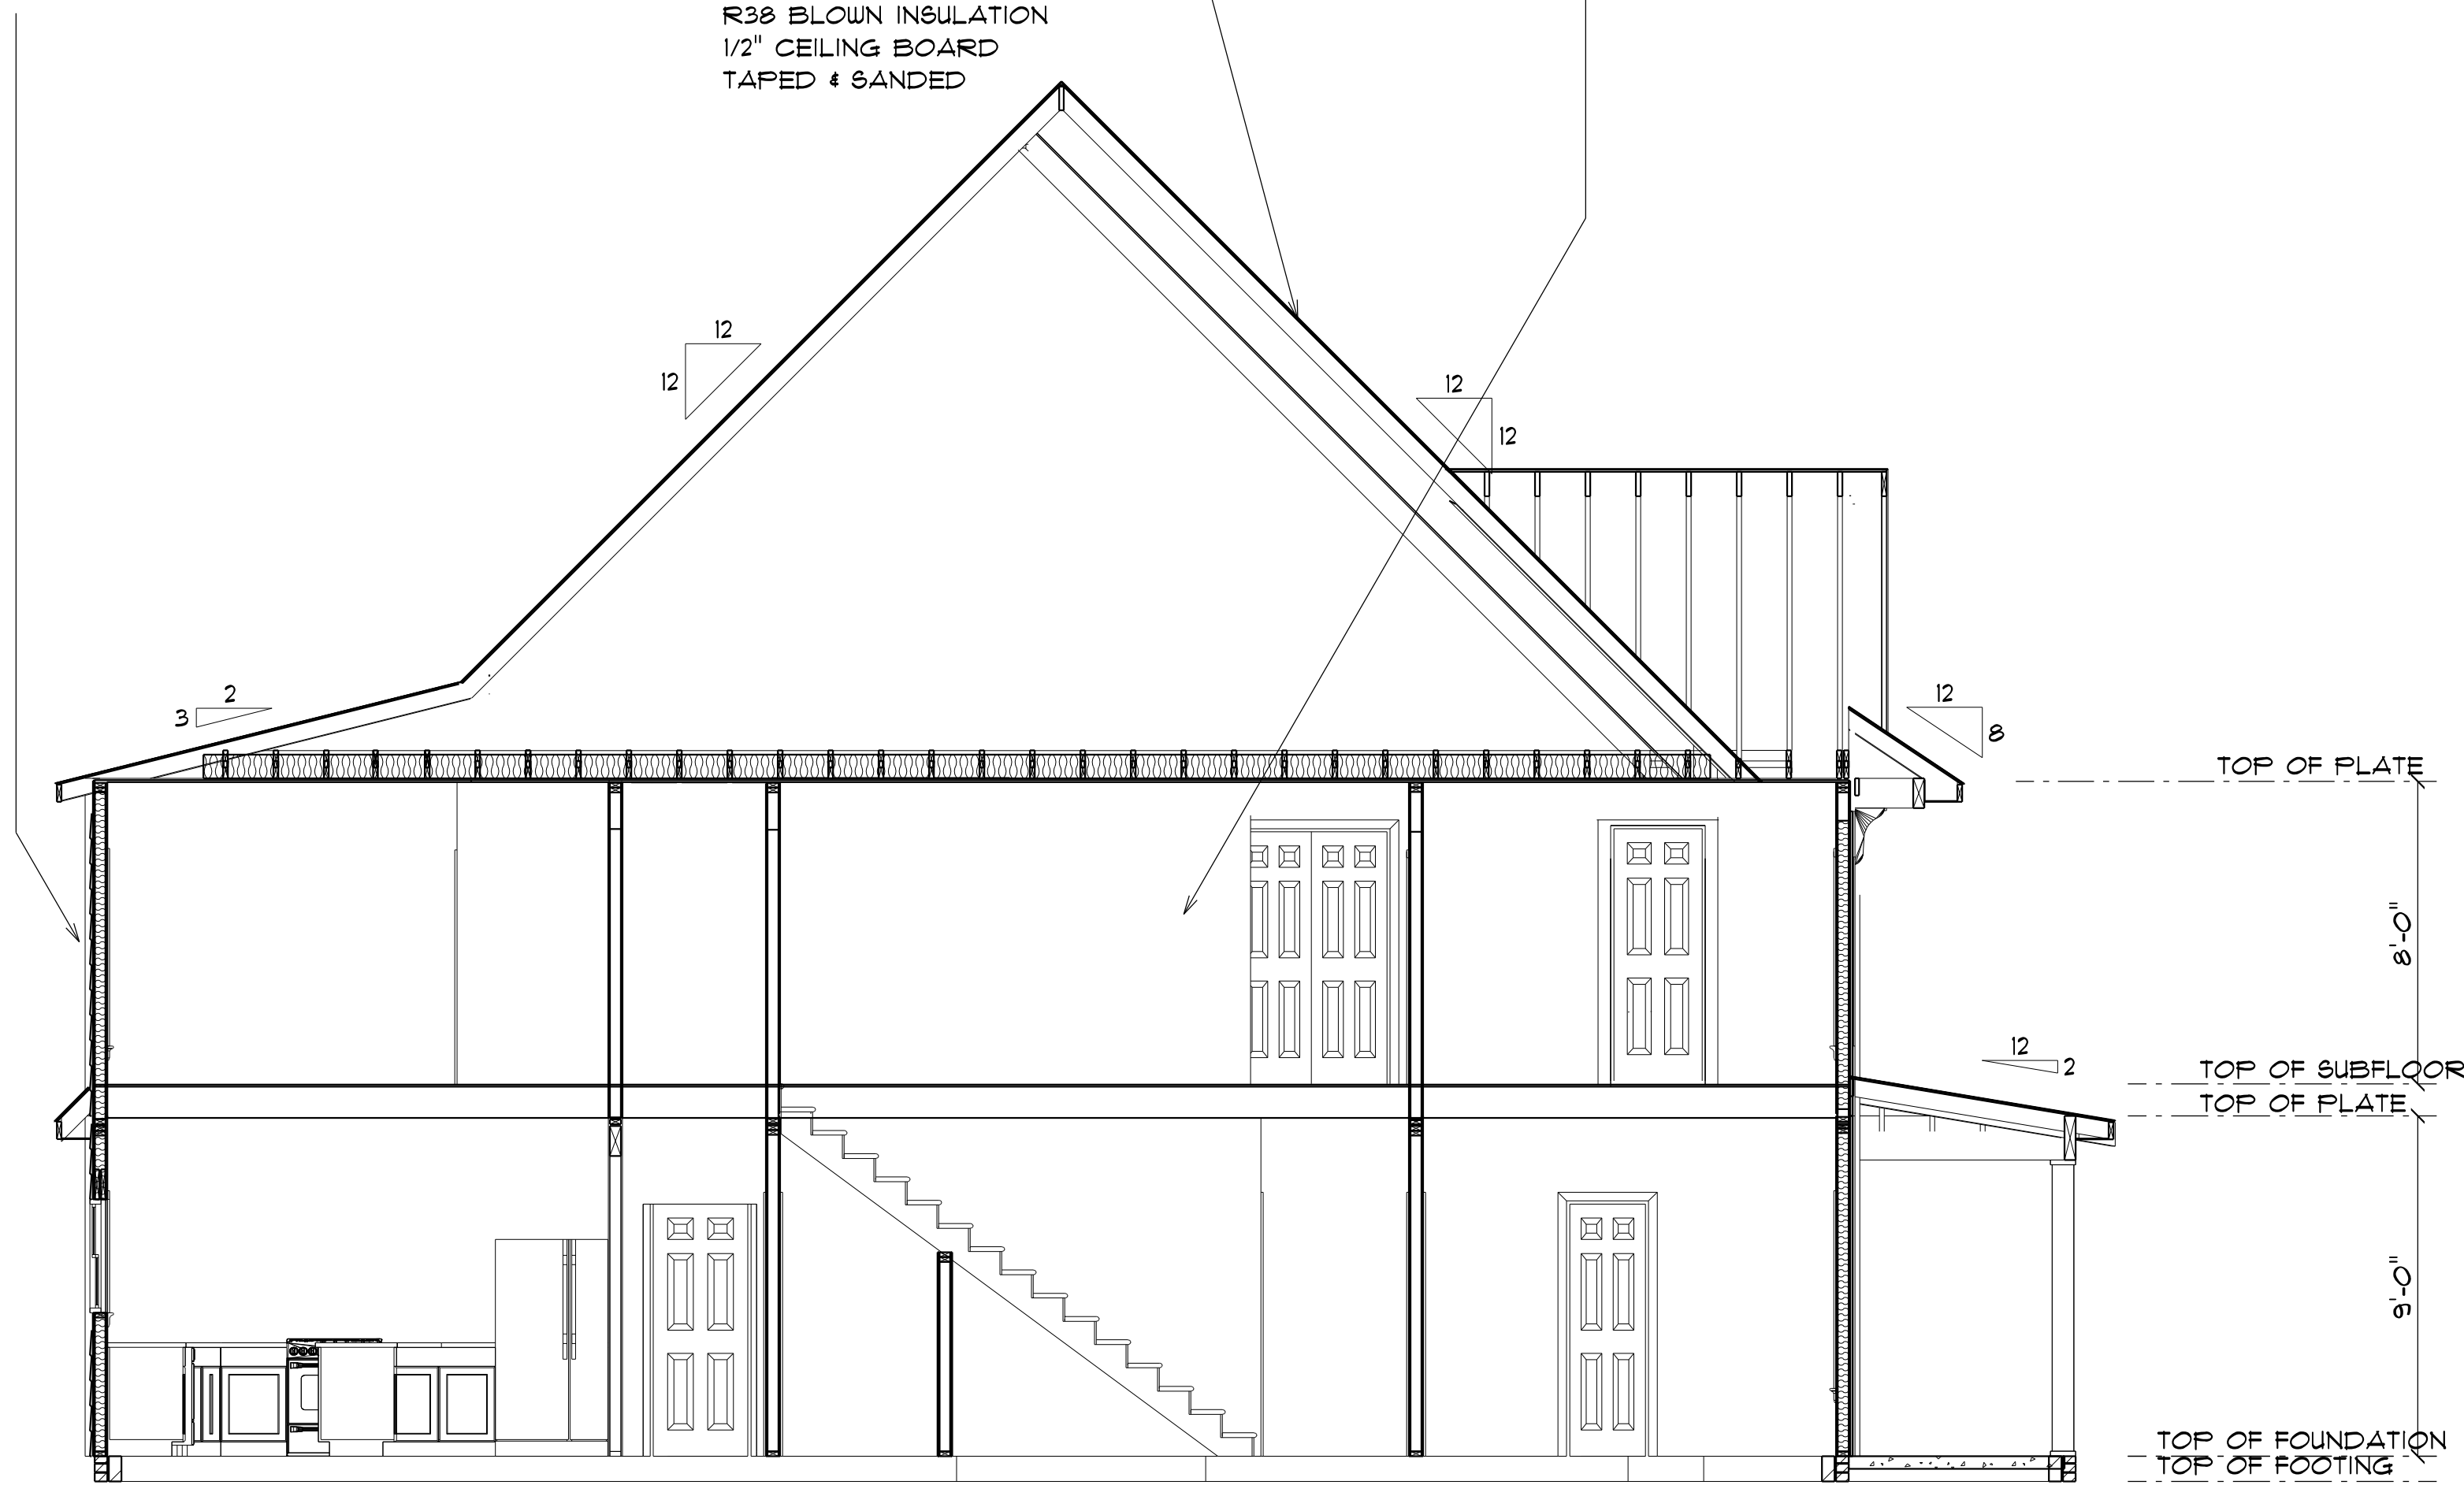 R38 BLOWN INSULATION
1/2" CEILING BOARD
TAPED & SANDED
12
12
12
12
2
3
12
8
TOP OF PLATE
8'-0"
12
2
TOP OF SUBFLOOR
TOP OF PLATE
9'-0"
TOP OF FOUNDATION
TOP OF FOOTING